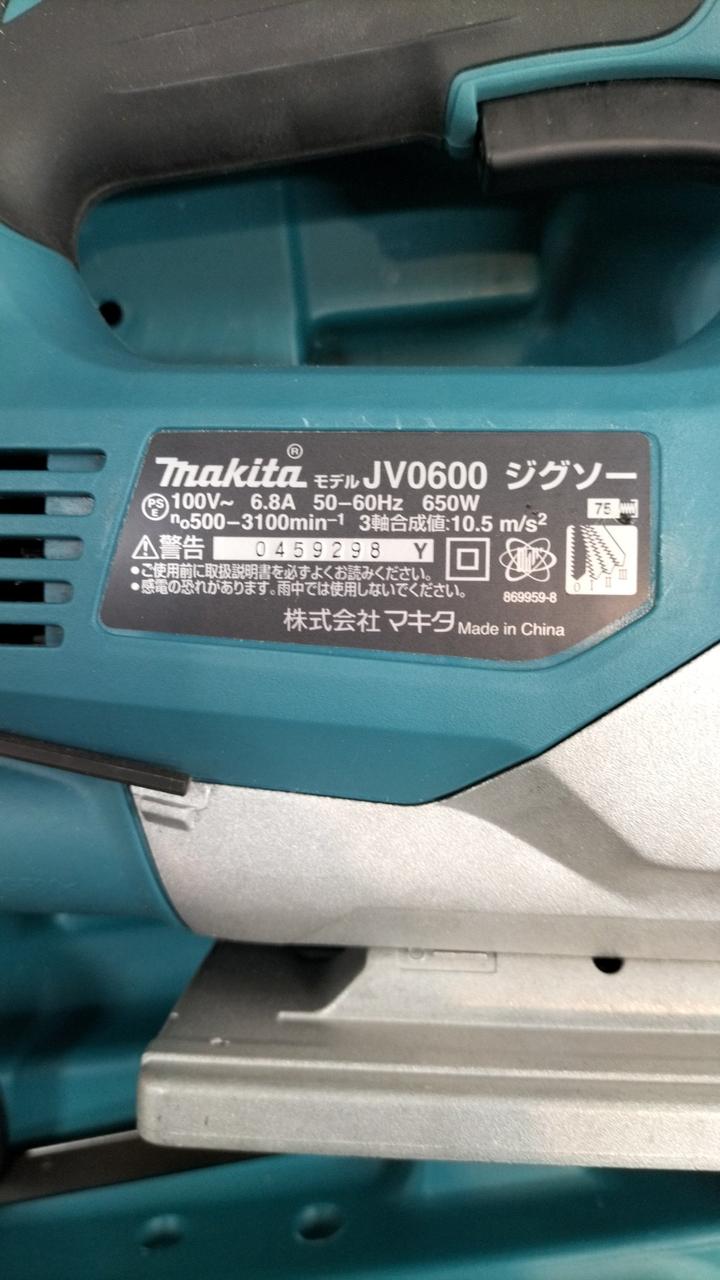 makita® モデル JV0600 ジグソー
PSE 100V~ 6.8A 50-60Hz 650W
n₀500-3100min⁻¹ 3軸合成値:10.5 m/s²
75
⚠警告 0459298 Y
•ご使用前に取扱説明書を必ずよくお読みください。
•感電の恐れがあります。雨中では使用しないでください。
0 I II III
869959-8
株式会社 マキタ Made in China